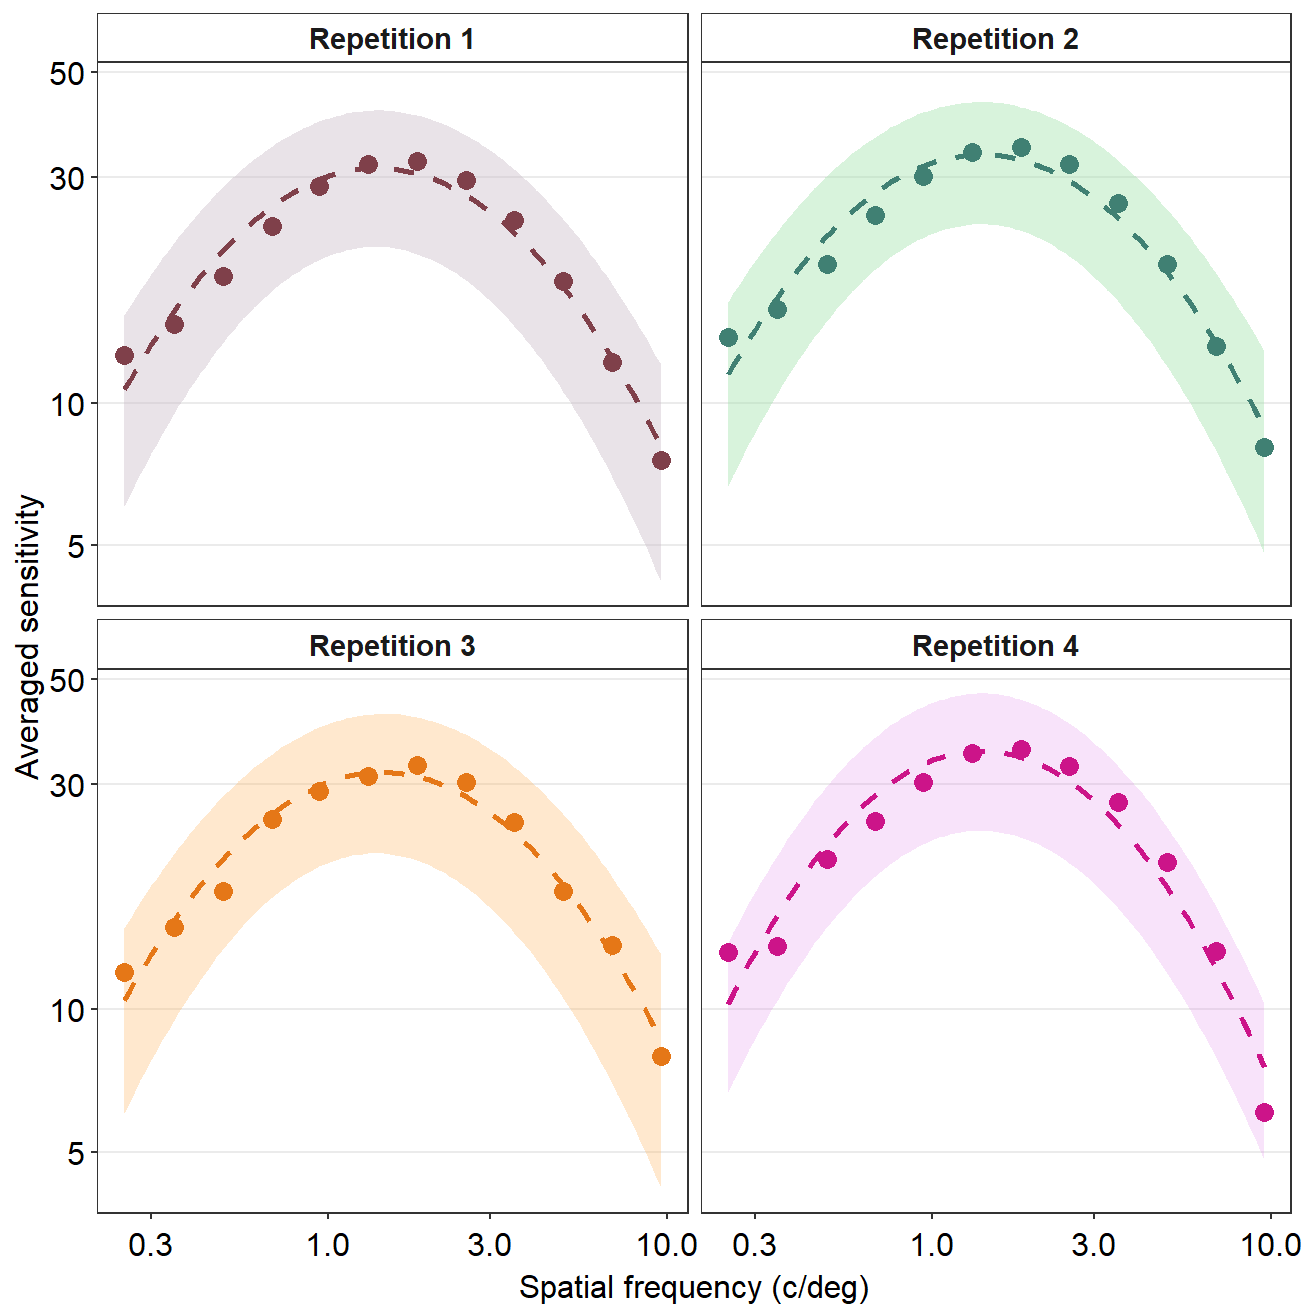 Repetition 1
Repetition 2
50
30
10
5
Averaged sensitivity
Repetition 3
Repetition 4
50
30
10
5
0.3 1.0 3.0 10.0 0.3 1.0 3.0 10.0
Spatial frequency (c/deg)